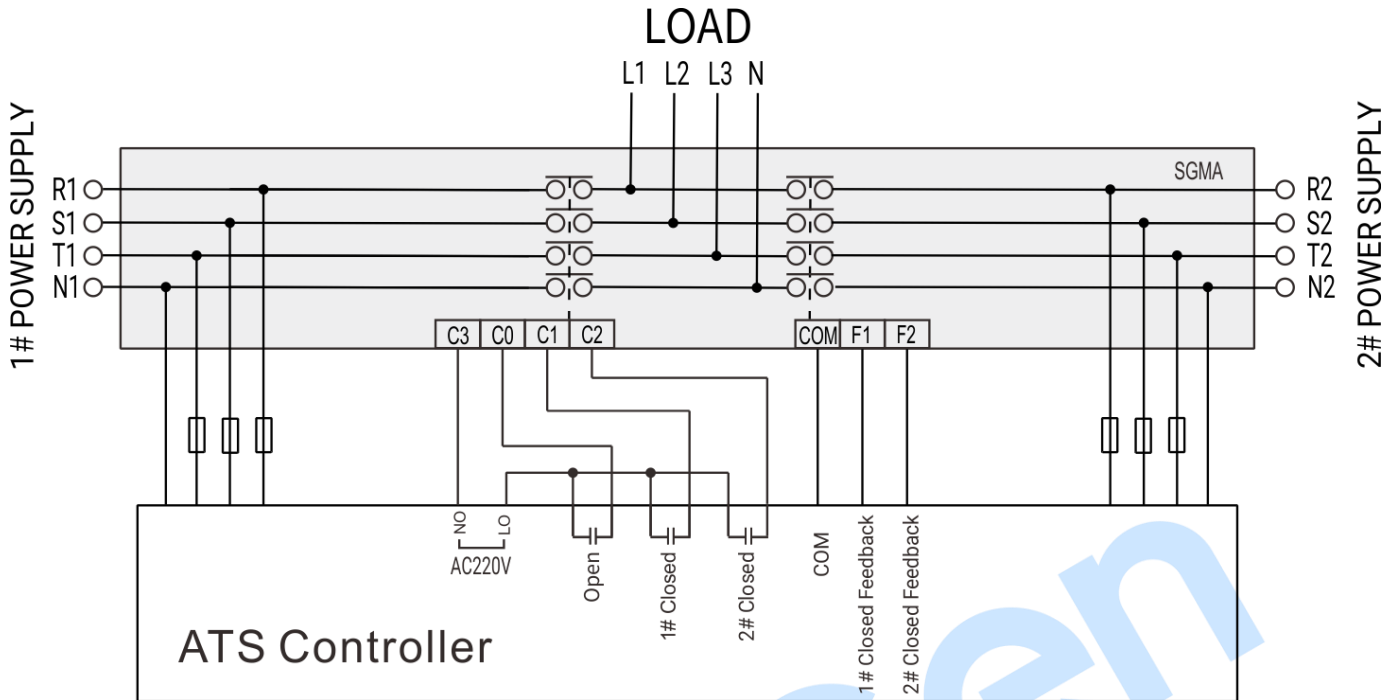 LOAD
L1 L2 L3 N
1# POWER SUPPLY
2# POWER SUPPLY
SGMA
R1
R2
S1
S2
T1
T2
N1
N2
C3 C0 C1 C2
COM F1 F2
NO
LO
AC220V
Open
1# Closed
2# Closed
COM
1# Closed Feedback
2# Closed Feedback
ATS Controller